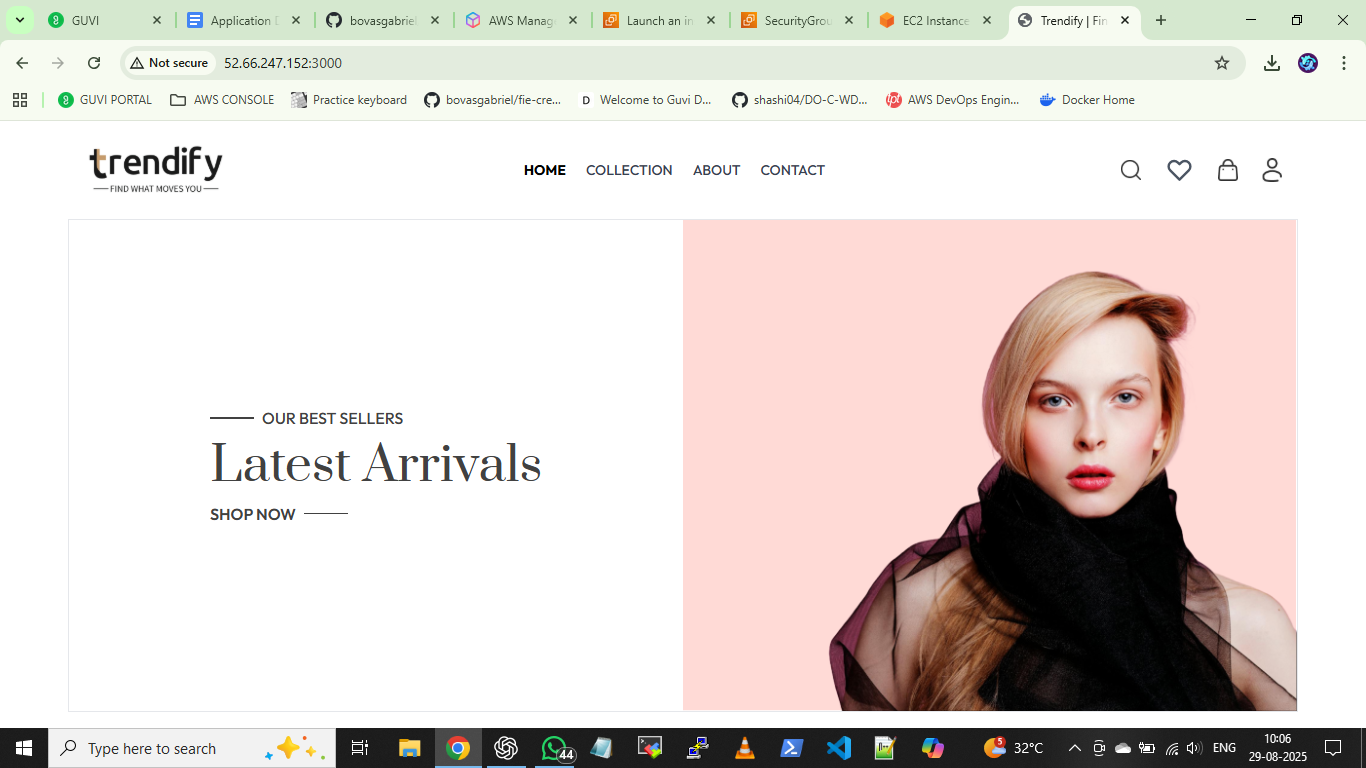 GUVI
Application D
bovasgabriel
AWS Manag
Launch an in
SecurityGrou
EC2 Instance
Trendify | Fin
Not secure
52.66.247.152:3000
GUVI PORTAL
AWS CONSOLE
Practice keyboard
bovasgabriel/fie-cre...
D Welcome to Guvi D...
shashi04/DO-C-WD...
AWS DevOps Engin...
Docker Home
trendify
FIND WHAT MOVES YOU
HOME
COLLECTION
ABOUT
CONTACT
OUR BEST SELLERS
Latest Arrivals
SHOP NOW
Type here to search
44
5
32°C
ENG
10:06
29-08-2025